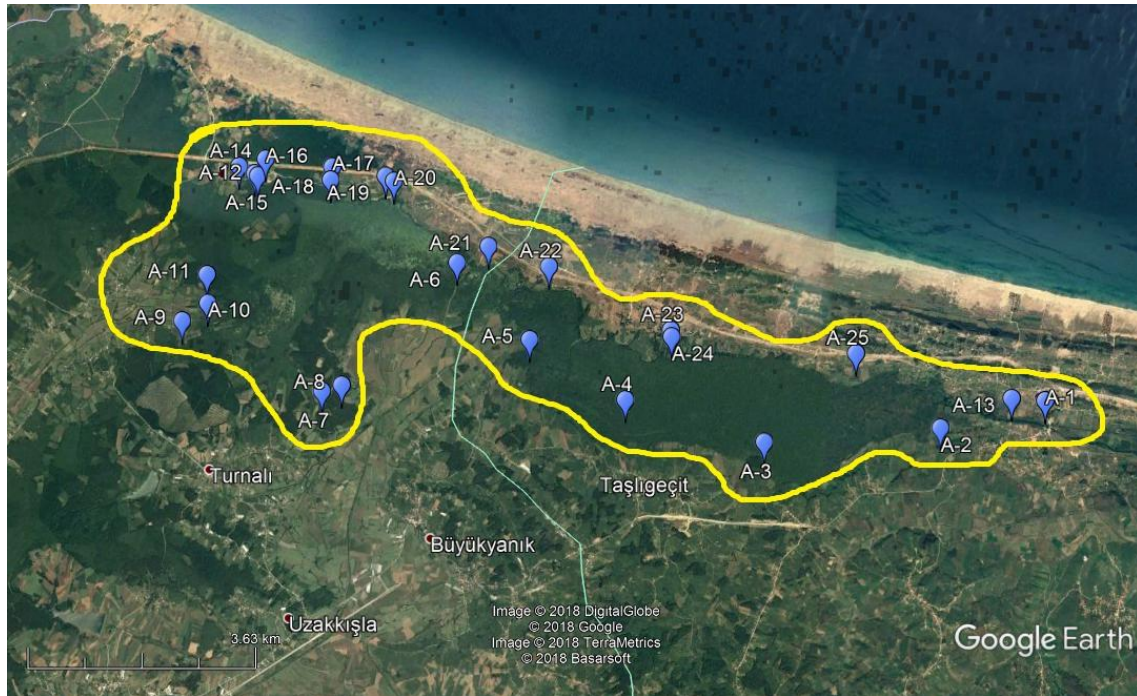 A-14
A-16
A-17
A-12
A-18
A-19
A-20
A-15
A-21
A-22
A-11
A-6
A-10
A-9
A-5
A-23
A-24
A-25
A-8
A-4
A-13
A-1
A-7
A-2
A-3
Turnalı
Taşlıgeçit
Büyükyanık
Uzakkışla
3.63 km
Image © 2018 DigitalGlobe
© 2018 Google
Image © 2018 TerraMetrics
© 2018 Basarsoft
Google Earth